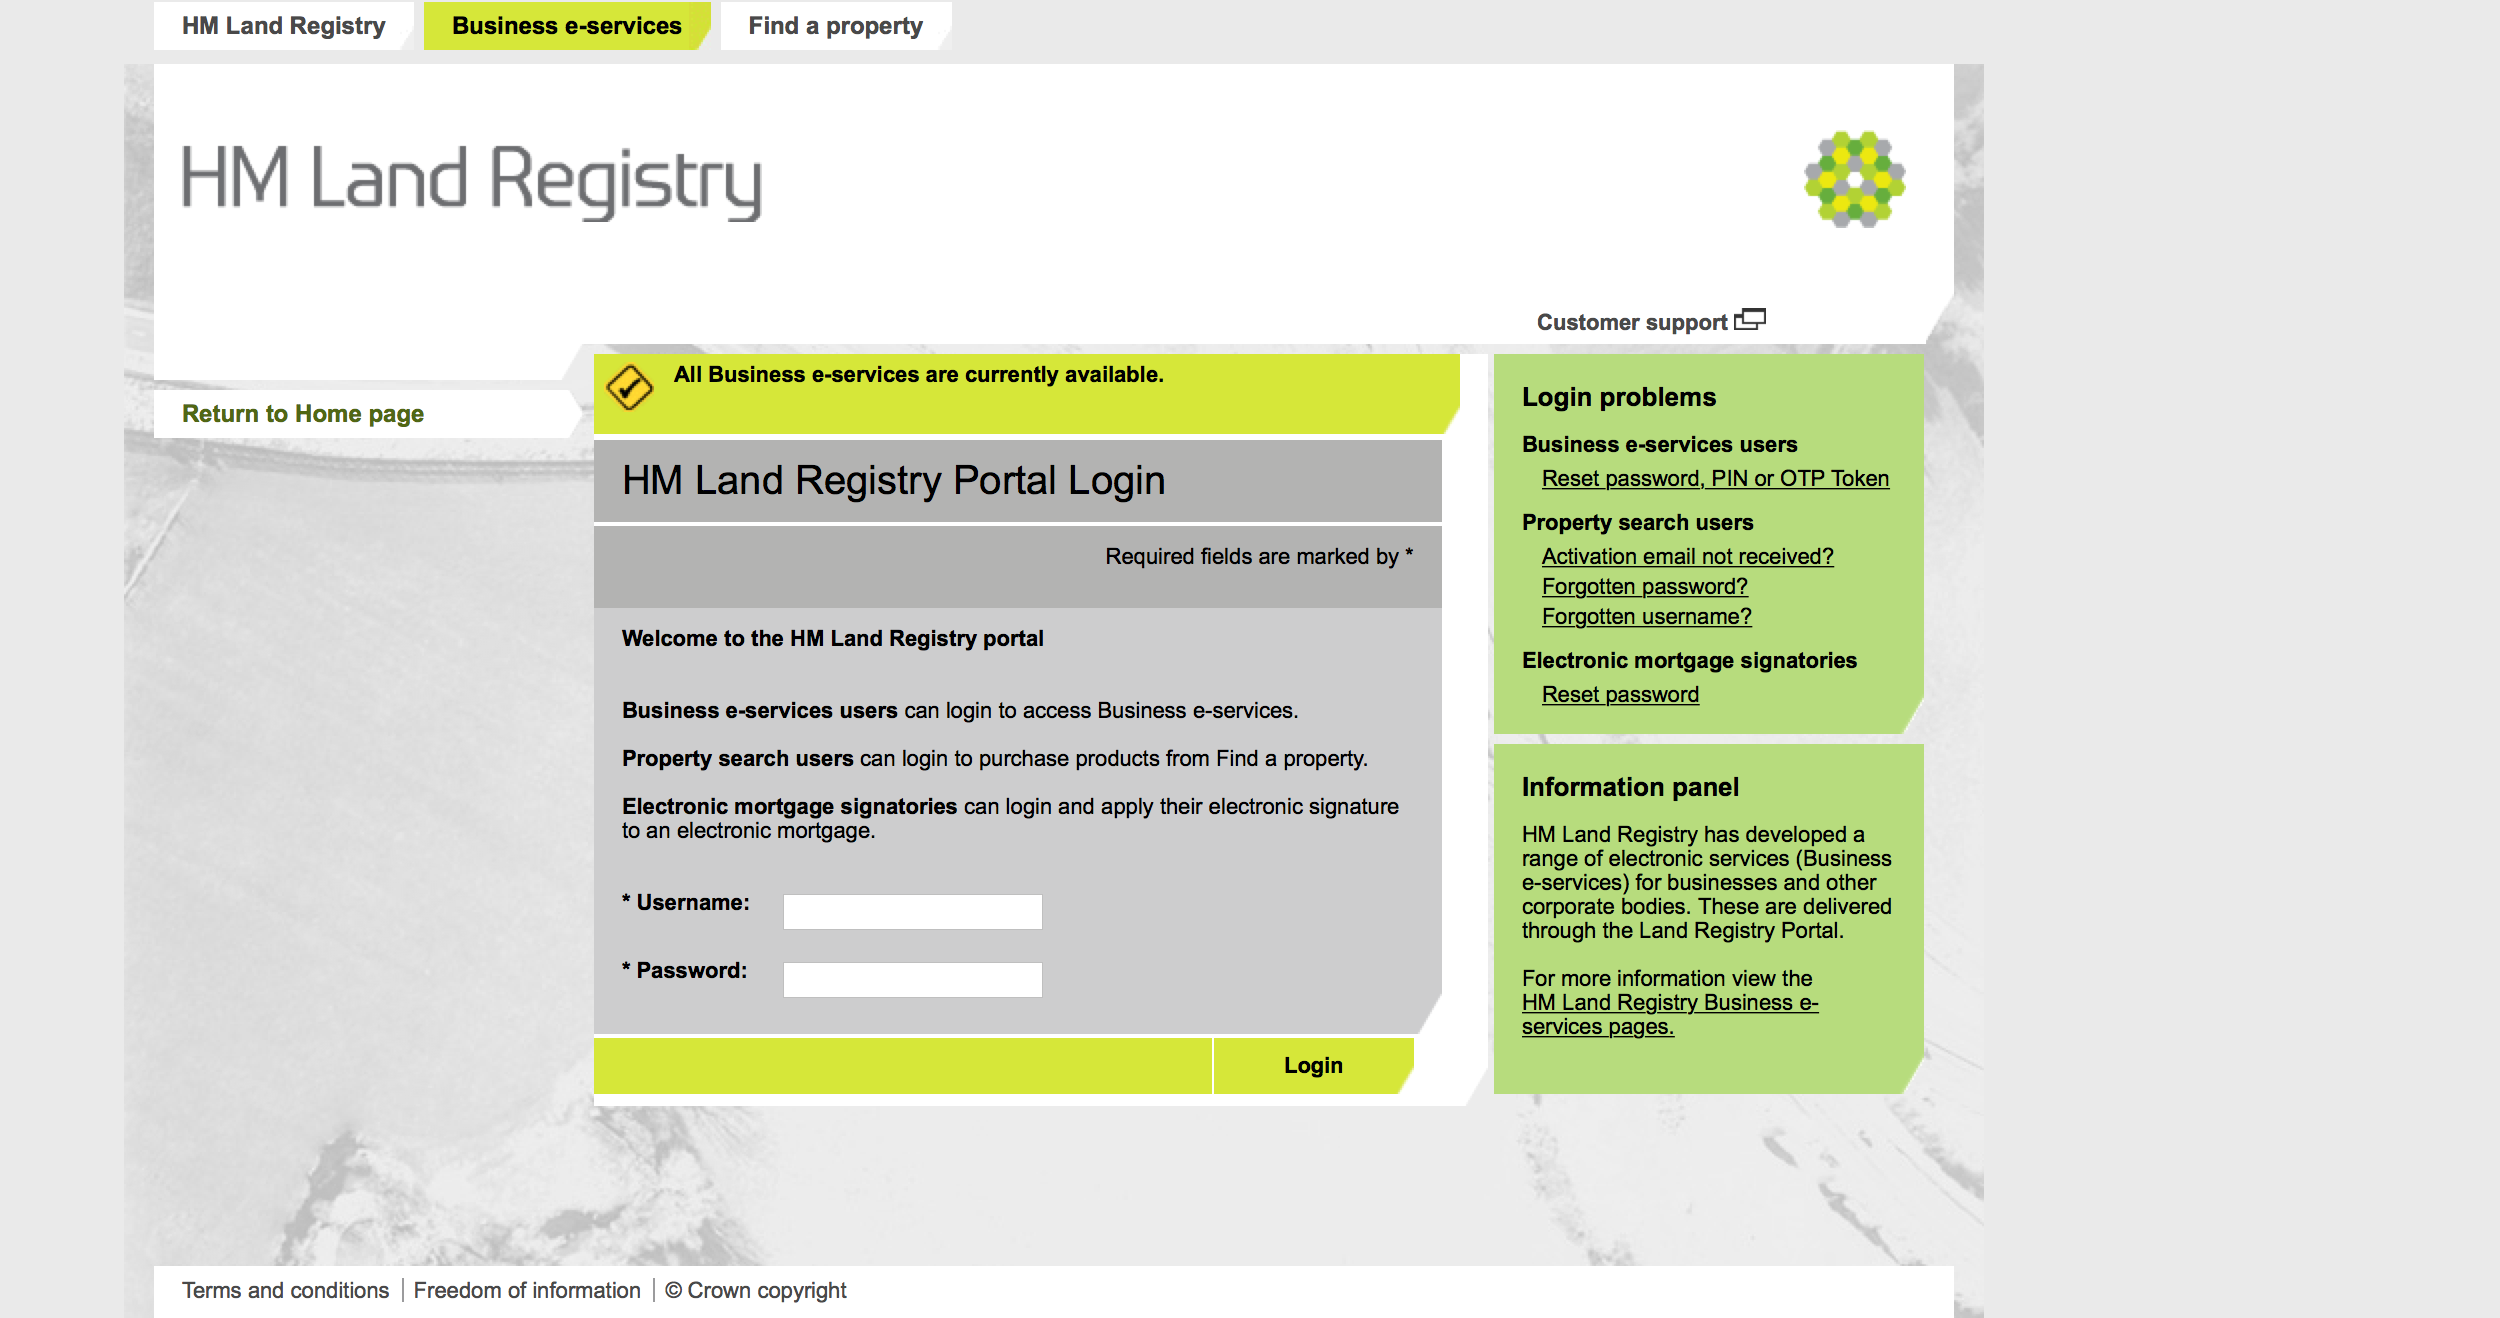 HM Land Registry
Business e-services
Find a property
HM Land Registry
Customer support
Return to Home page
All Business e-services are currently available.
HM Land Registry Portal Login
Required fields are marked by *
Welcome to the HM Land Registry portal
Business e-services users can login to access Business e-services.
Property search users can login to purchase products from Find a property.
Electronic mortgage signatories can login and apply their electronic signature
to an electronic mortgage.
* Username:
* Password:
Login
Login problems
Business e-services users
Reset password, PIN or OTP Token
Property search users
Activation email not received?
Forgotten password?
Forgotten username?
Electronic mortgage signatories
Reset password
Information panel
HM Land Registry has developed a
range of electronic services (Business
e-services) for businesses and other
corporate bodies. These are delivered
through the Land Registry Portal.
For more information view the
HM Land Registry Business e-
services pages.
Terms and conditions
Freedom of information
© Crown copyright